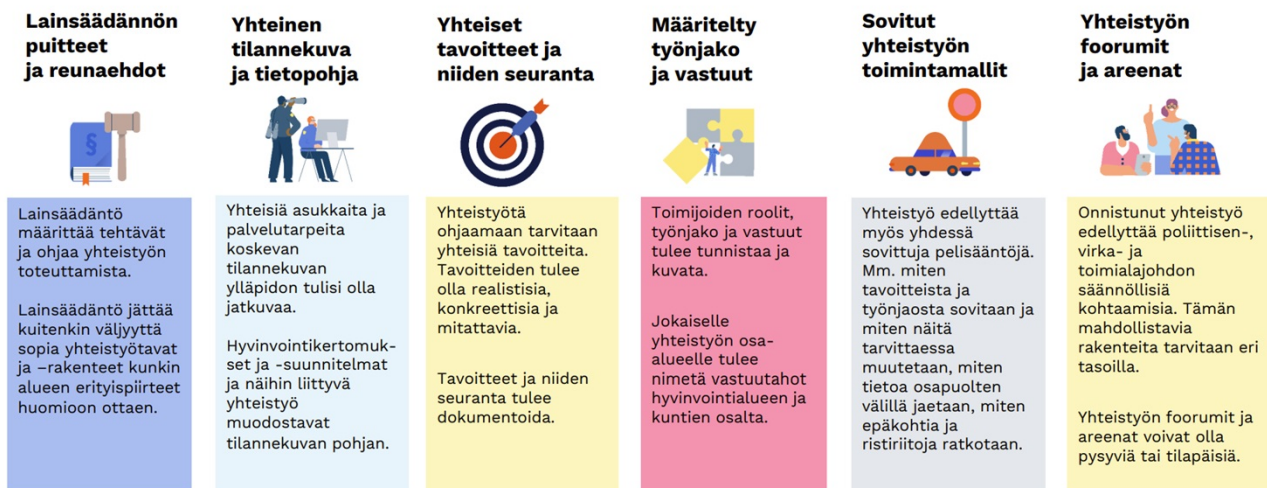 Lainsäädännön
puitteet
ja reunaehdot
§
Lainsäädäntö
määrittää tehtävät
ja ohjaa yhteistyön
toteuttamista.
Lainsäädäntö jättää
kuitenkin väljyyttä
sopia yhteistyötavat
ja –rakenteet kunkin
alueen erityispiirteet
huomioon ottaen.
Yhteinen
tilannekuva
ja tietopohja
Yhteisiä asukkaita ja
palvelutarpeita
koskevan
tilannekuvan
ylläpidon tulisi olla
jatkuvaa.
Hyvinvointikertomuk-
set ja -suunnitelmat
ja näihin liittyvä
yhteistyö
muodostavat
tilannekuvan pohjan.
Yhteiset
tavoitteet ja
niiden seuranta
Yhteistyötä
ohjaamaan tarvitaan
yhteisiä tavoitteita.
Tavoitteiden tulee
olla realistisia,
konkreettisia ja
mitattavia.
Tavoitteet ja niiden
seuranta tulee
dokumentoida.
Määritelty
työnjako
ja vastuut
Toimijoiden roolit,
työnjako ja vastuut
tulee tunnistaa ja
kuvata.
Jokaiselle
yhteistyön osa-
alueelle tulee
nimetä vastuutahot
hyvinvointialueen ja
kuntien osalta.
Sovitut
yhteistyön
toimintamallit
Yhteistyö edellyttää
myös yhdessä
sovittuja pelisääntöjä.
Mm. miten
tavoitteista ja
työnjaosta sovitaan ja
miten näitä
tarvittaessa
muutetaan, miten
tietoa osapuolten
välillä jaetaan, miten
epäkohtia ja
ristiriitoja ratkotaan.
Yhteistyön
foorumit
ja areenat
Onnistunut yhteistyö
edellyttää poliittisen-,
virka- ja
toimialajohdon
säännöllisiä
kohtaamisia. Tämän
mahdollistavia
rakenteita tarvitaan eri
tasoilla.
Yhteistyön foorumit ja
areenat voivat olla
pysyviä tai tilapäisiä.